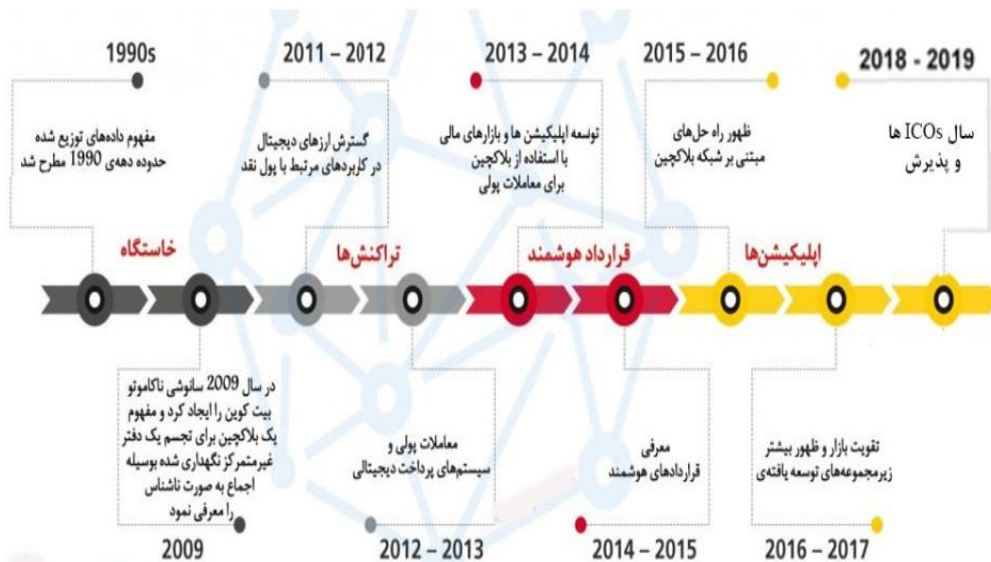 1990s
مفهوم داده‌های توزیع شده
حدوده دهه‌ی 1990 مطرح شد
2011 – 2012
گسترش ارزهای دیجیتال
در کاربردهای مرتبط با پول نقد
2013 – 2014
توسعه اپلیکیشن ها و بازارهای مالی
با استفاده از بلاکچین
برای معاملات پولی
2015 – 2016
ظهور راه حل‌های
مبتنی بر شبکه بلاکچین
2018 - 2019
سال ICOs ها
و پذیرش
خاستگاه
تراکنش‌ها
قرارداد هوشمند
اپلیکیشن‌ها
در سال 2009 ساتوشی ناکاموتو
بیت کوین را ایجاد کرد و مفهوم
یک بلاکچین برای تجسم یک دفتر
غیرمتمرکز نگهداری شده بوسیله
اجماع به صورت ناشناس
را معرفی نمود
2009
معاملات پولی و
سیستم‌های پرداخت دیجیتالی
2012 – 2013
معرفی
قراردادهای هوشمند
2014 – 2015
تقویت بازار و ظهور بیشتر
زیرمجموعه‌های توسعه یافته‌ی
2016 – 2017